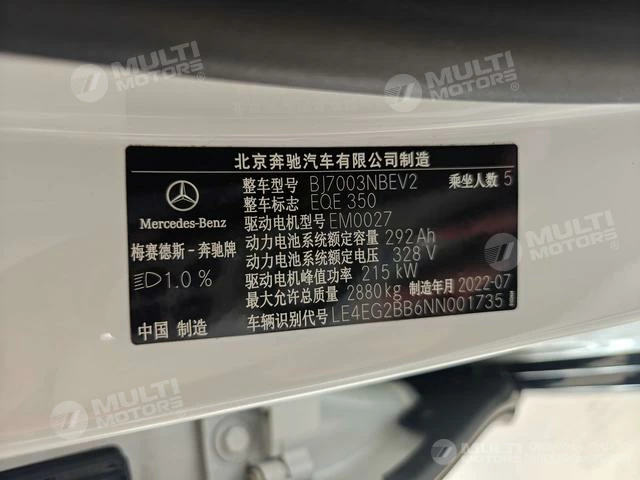 MULTI MOTORS®
MULTI MOTORS®
北京奔驰汽车有限公司制造
整车型号 BJ7003NBEV2 乘坐人数 5
整车标志 EQE 350
驱动电机型号 EM0027
动力电池系统额定容量 292Ah
动力电池系统额定电压 328 V
驱动电机峰值功率 215 kW
最大允许总质量 2880kg 制造年月 2022-07
车辆识别代号 LE4EG2BB6NN001735
Mercedes-Benz
梅赛德斯-奔驰牌
1.0 %
中国 制造
MULTI MOTORS®
MULTI MOTORS®